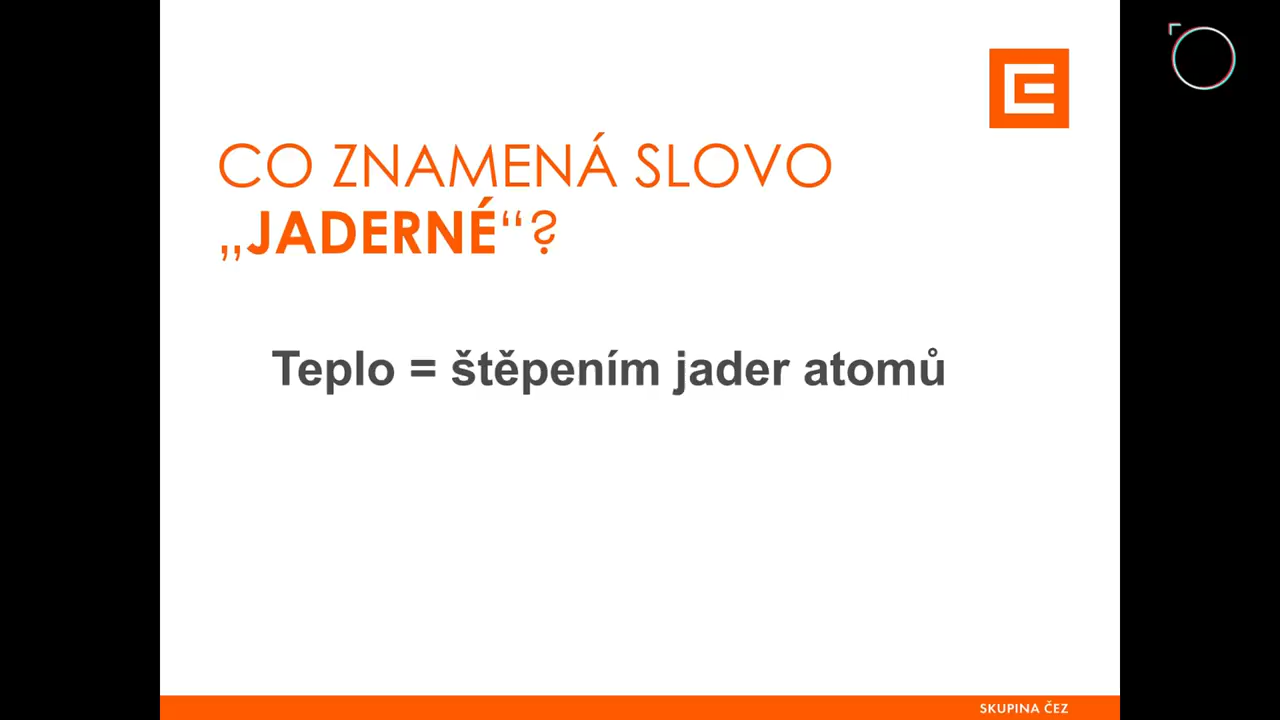 CO ZNAMENÁ SLOVO
„JADERNÉ“?
Teplo = štěpením jader atomů
SKUPINA ČEZ